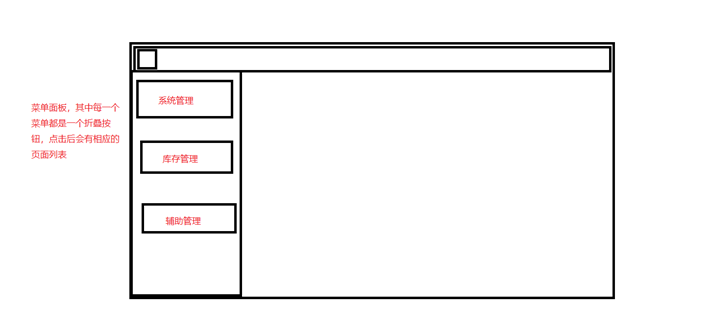 菜单面板，其中每一个
菜单都是一个折叠按
钮，点击后会有相应的
页面列表
系统管理
库存管理
辅助管理